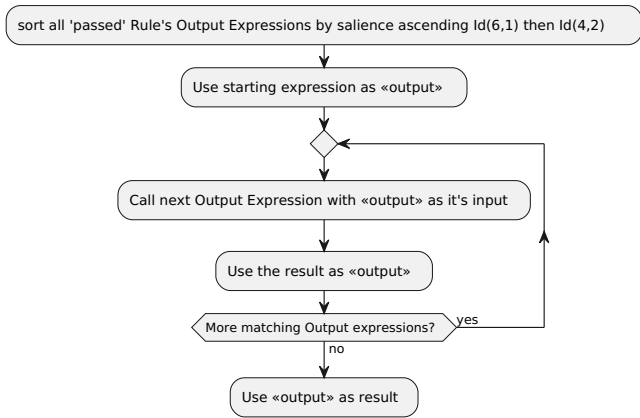 sort all 'passed' Rule's Output Expressions by salience ascending Id(6,1) then Id(4,2)
Use starting expression as «output»
Call next Output Expression with «output» as it's input
Use the result as «output»
More matching Output expressions?
yes
no
Use «output» as result